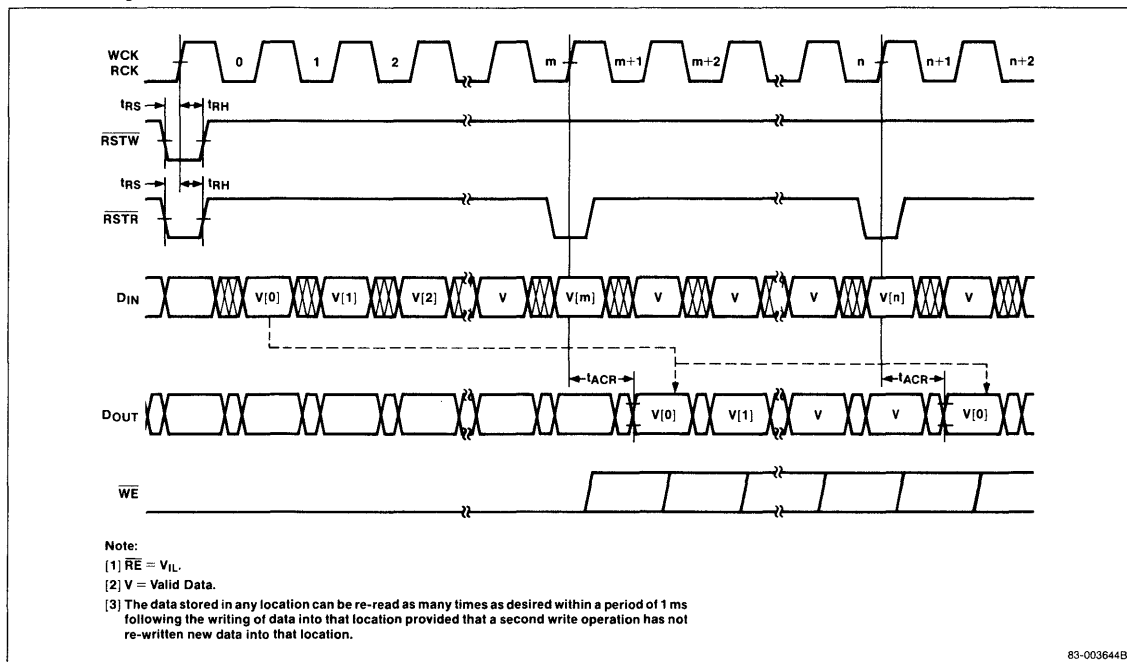 WCK
RCK
0 1 2 m m+1 m+2 n n+1 n+2
tRS tRH
RSTW
tRS tRH
RSTR
DIN V[0] V[1] V[2] V V[m] V V V V[n] V
tACR tACR
DOUT V[0] V[1] V V V[0]
WE
Note:
[1] RE = VIL.
[2] V = Valid Data.
[3] The data stored in any location can be re-read as many times as desired within a period of 1 ms
following the writing of data into that location provided that a second write operation has not
re-written new data into that location.
83-003644B